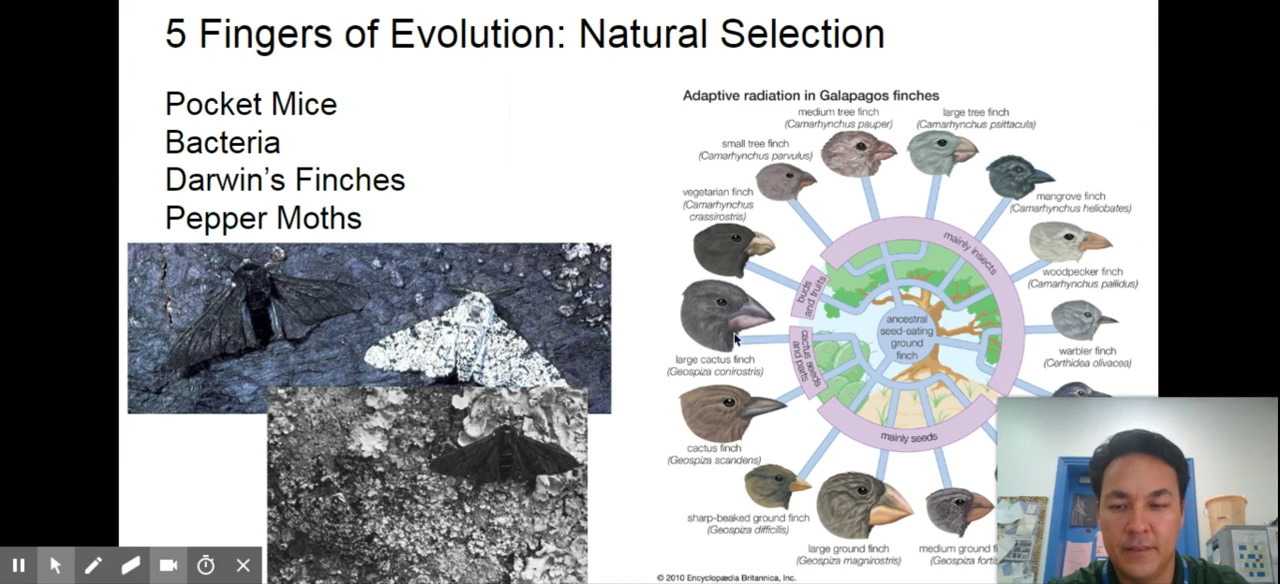 5 Fingers of Evolution: Natural Selection
Pocket Mice
Bacteria
Darwin's Finches
Pepper Moths
Adaptive radiation in Galapagos finches
medium tree finch
(Camarhynchus pauper)
large tree finch
(Camarhynchus psittacula)
small tree finch
(Camarhynchus parvulus)
mangrove finch
(Camarhynchus heliobates)
vegetarian finch
(Camarhynchus
crassirostris)
woodpecker finch
(Camarhynchus pallidus)
mainly insects
buds
and fruits
ancestral
seed-eating
ground
finch
cactus seeds
and parts
warbler finch
(Certhidea olivacea)
large cactus finch
(Geospiza conirostris)
mainly seeds
cactus finch
(Geospiza scandens)
sharp-beaked ground finch
(Geospiza difficilis)
large ground finch
(Geospiza magnirostris)
medium ground
(Geospiza
© 2010 Encyclopædia Britannica, Inc.